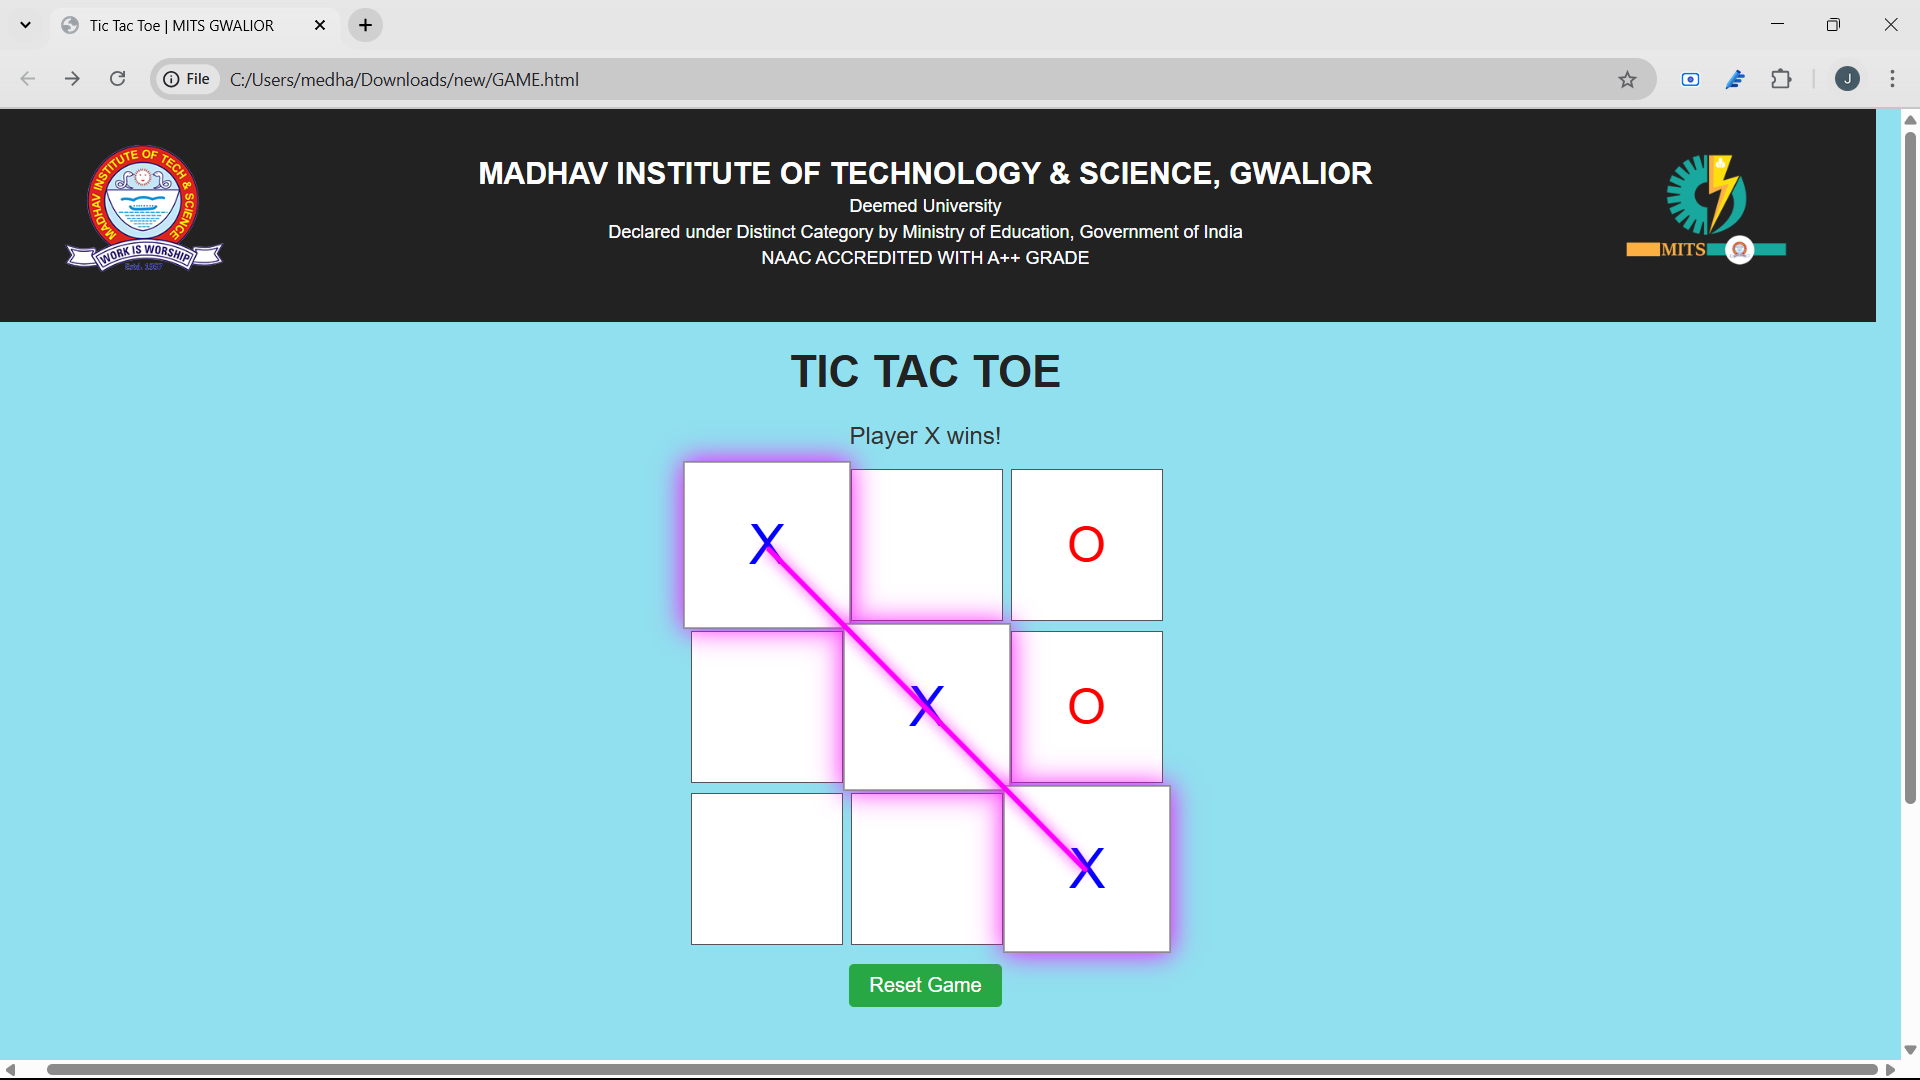 Tic Tac Toe | MITS GWALIOR
File C:/Users/medha/Downloads/new/GAME.html
J
MADHAV INSTITUTE OF TECH & SCIENCE
WORK IS WORSHIP
MADHAV INSTITUTE OF TECHNOLOGY & SCIENCE, GWALIOR
Deemed University
Declared under Distinct Category by Ministry of Education, Government of India
NAAC ACCREDITED WITH A++ GRADE
MITS
TIC TAC TOE
Player X wins!
X O
X O
X
Reset Game